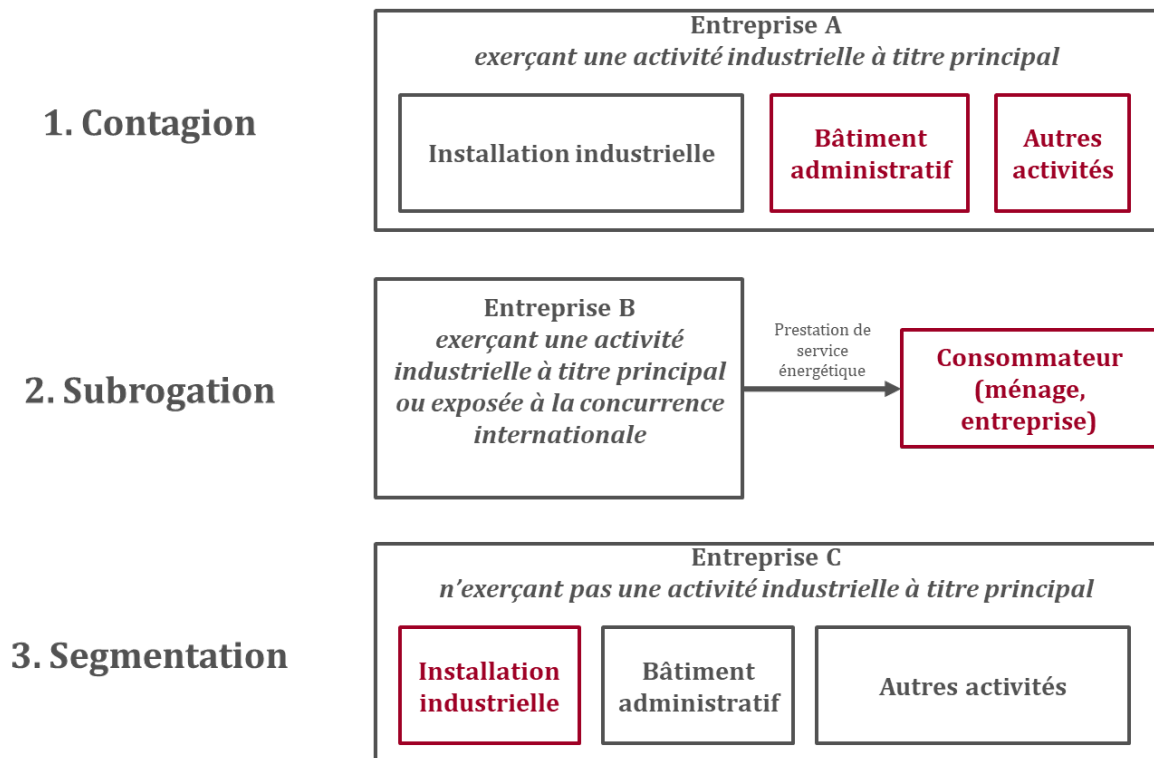 1. Contagion
Entreprise A
exerçant une activité industrielle à titre principal
Installation industrielle
Bâtiment
administratif
Autres
activités
2. Subrogation
Entreprise B
exerçant une activité
industrielle à titre principal
ou exposée à la concurrence
internationale
Prestation de
service
énergétique
Consommateur
(ménage,
entreprise)
3. Segmentation
Entreprise C
n’exerçant pas une activité industrielle à titre principal
Installation
industrielle
Bâtiment
administratif
Autres activités